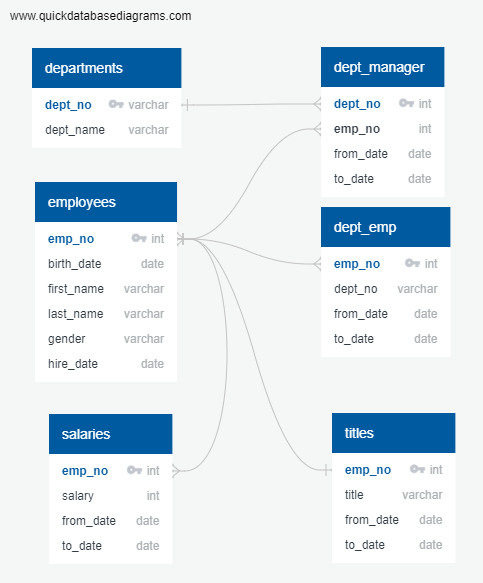 www.quickdatabasediagrams.com
departments
dept_no varchar
dept_name varchar
dept_manager
dept_no int
emp_no int
from_date date
to_date date
employees
emp_no int
birth_date date
first_name varchar
last_name varchar
gender varchar
hire_date date
dept_emp
emp_no int
dept_no varchar
from_date date
to_date date
salaries
emp_no int
salary int
from_date date
to_date date
titles
emp_no int
title varchar
from_date date
to_date date